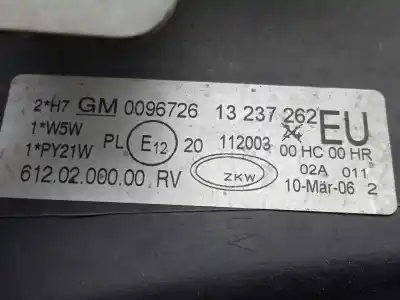 2*H7 GM 0096726 13 237 262 EU
1*W5W PL E12 20 112003 00 HC 00 HR
1*PY21W 02A 011
612.02.000.00 RV ZKW 10-Mär-06 2